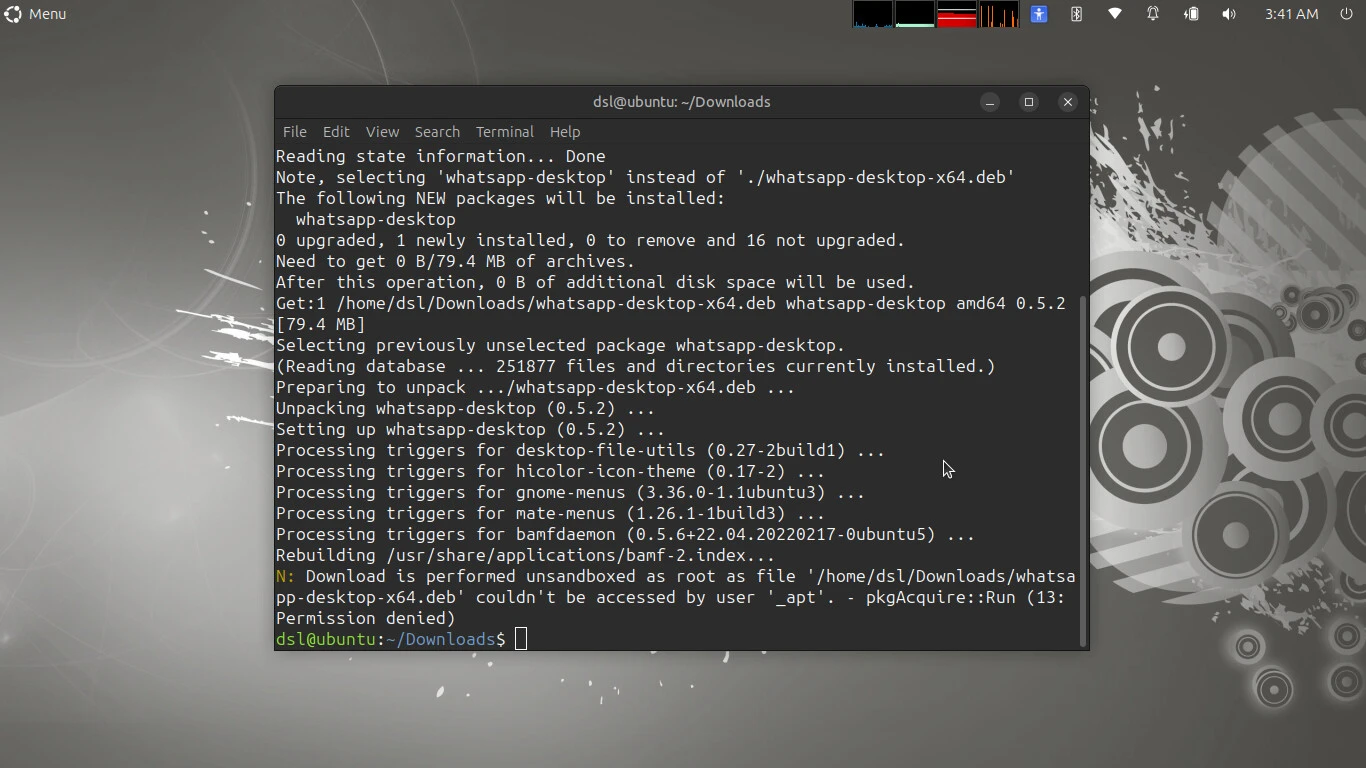 Menu
3:41 AM
dsl@ubuntu: ~/Downloads
File Edit View Search Terminal Help
Reading state information... Done
Note, selecting 'whatsapp-desktop' instead of './whatsapp-desktop-x64.deb'
The following NEW packages will be installed:
  whatsapp-desktop
0 upgraded, 1 newly installed, 0 to remove and 16 not upgraded.
Need to get 0 B/79.4 MB of archives.
After this operation, 0 B of additional disk space will be used.
Get:1 /home/dsl/Downloads/whatsapp-desktop-x64.deb whatsapp-desktop amd64 0.5.2
[79.4 MB]
Selecting previously unselected package whatsapp-desktop.
(Reading database ... 251877 files and directories currently installed.)
Preparing to unpack .../whatsapp-desktop-x64.deb ...
Unpacking whatsapp-desktop (0.5.2) ...
Setting up whatsapp-desktop (0.5.2) ...
Processing triggers for desktop-file-utils (0.27-2build1) ...
Processing triggers for hicolor-icon-theme (0.17-2) ...
Processing triggers for gnome-menus (3.36.0-1.1ubuntu3) ...
Processing triggers for mate-menus (1.26.1-1build3) ...
Processing triggers for bamfdaemon (0.5.6+22.04.20220217-0ubuntu5) ...
Rebuilding /usr/share/applications/bamf-2.index...
N: Download is performed unsandboxed as root as file '/home/dsl/Downloads/whatsa
pp-desktop-x64.deb' couldn't be accessed by user '_apt'. - pkgAcquire::Run (13:
Permission denied)
dsl@ubuntu:~/Downloads$